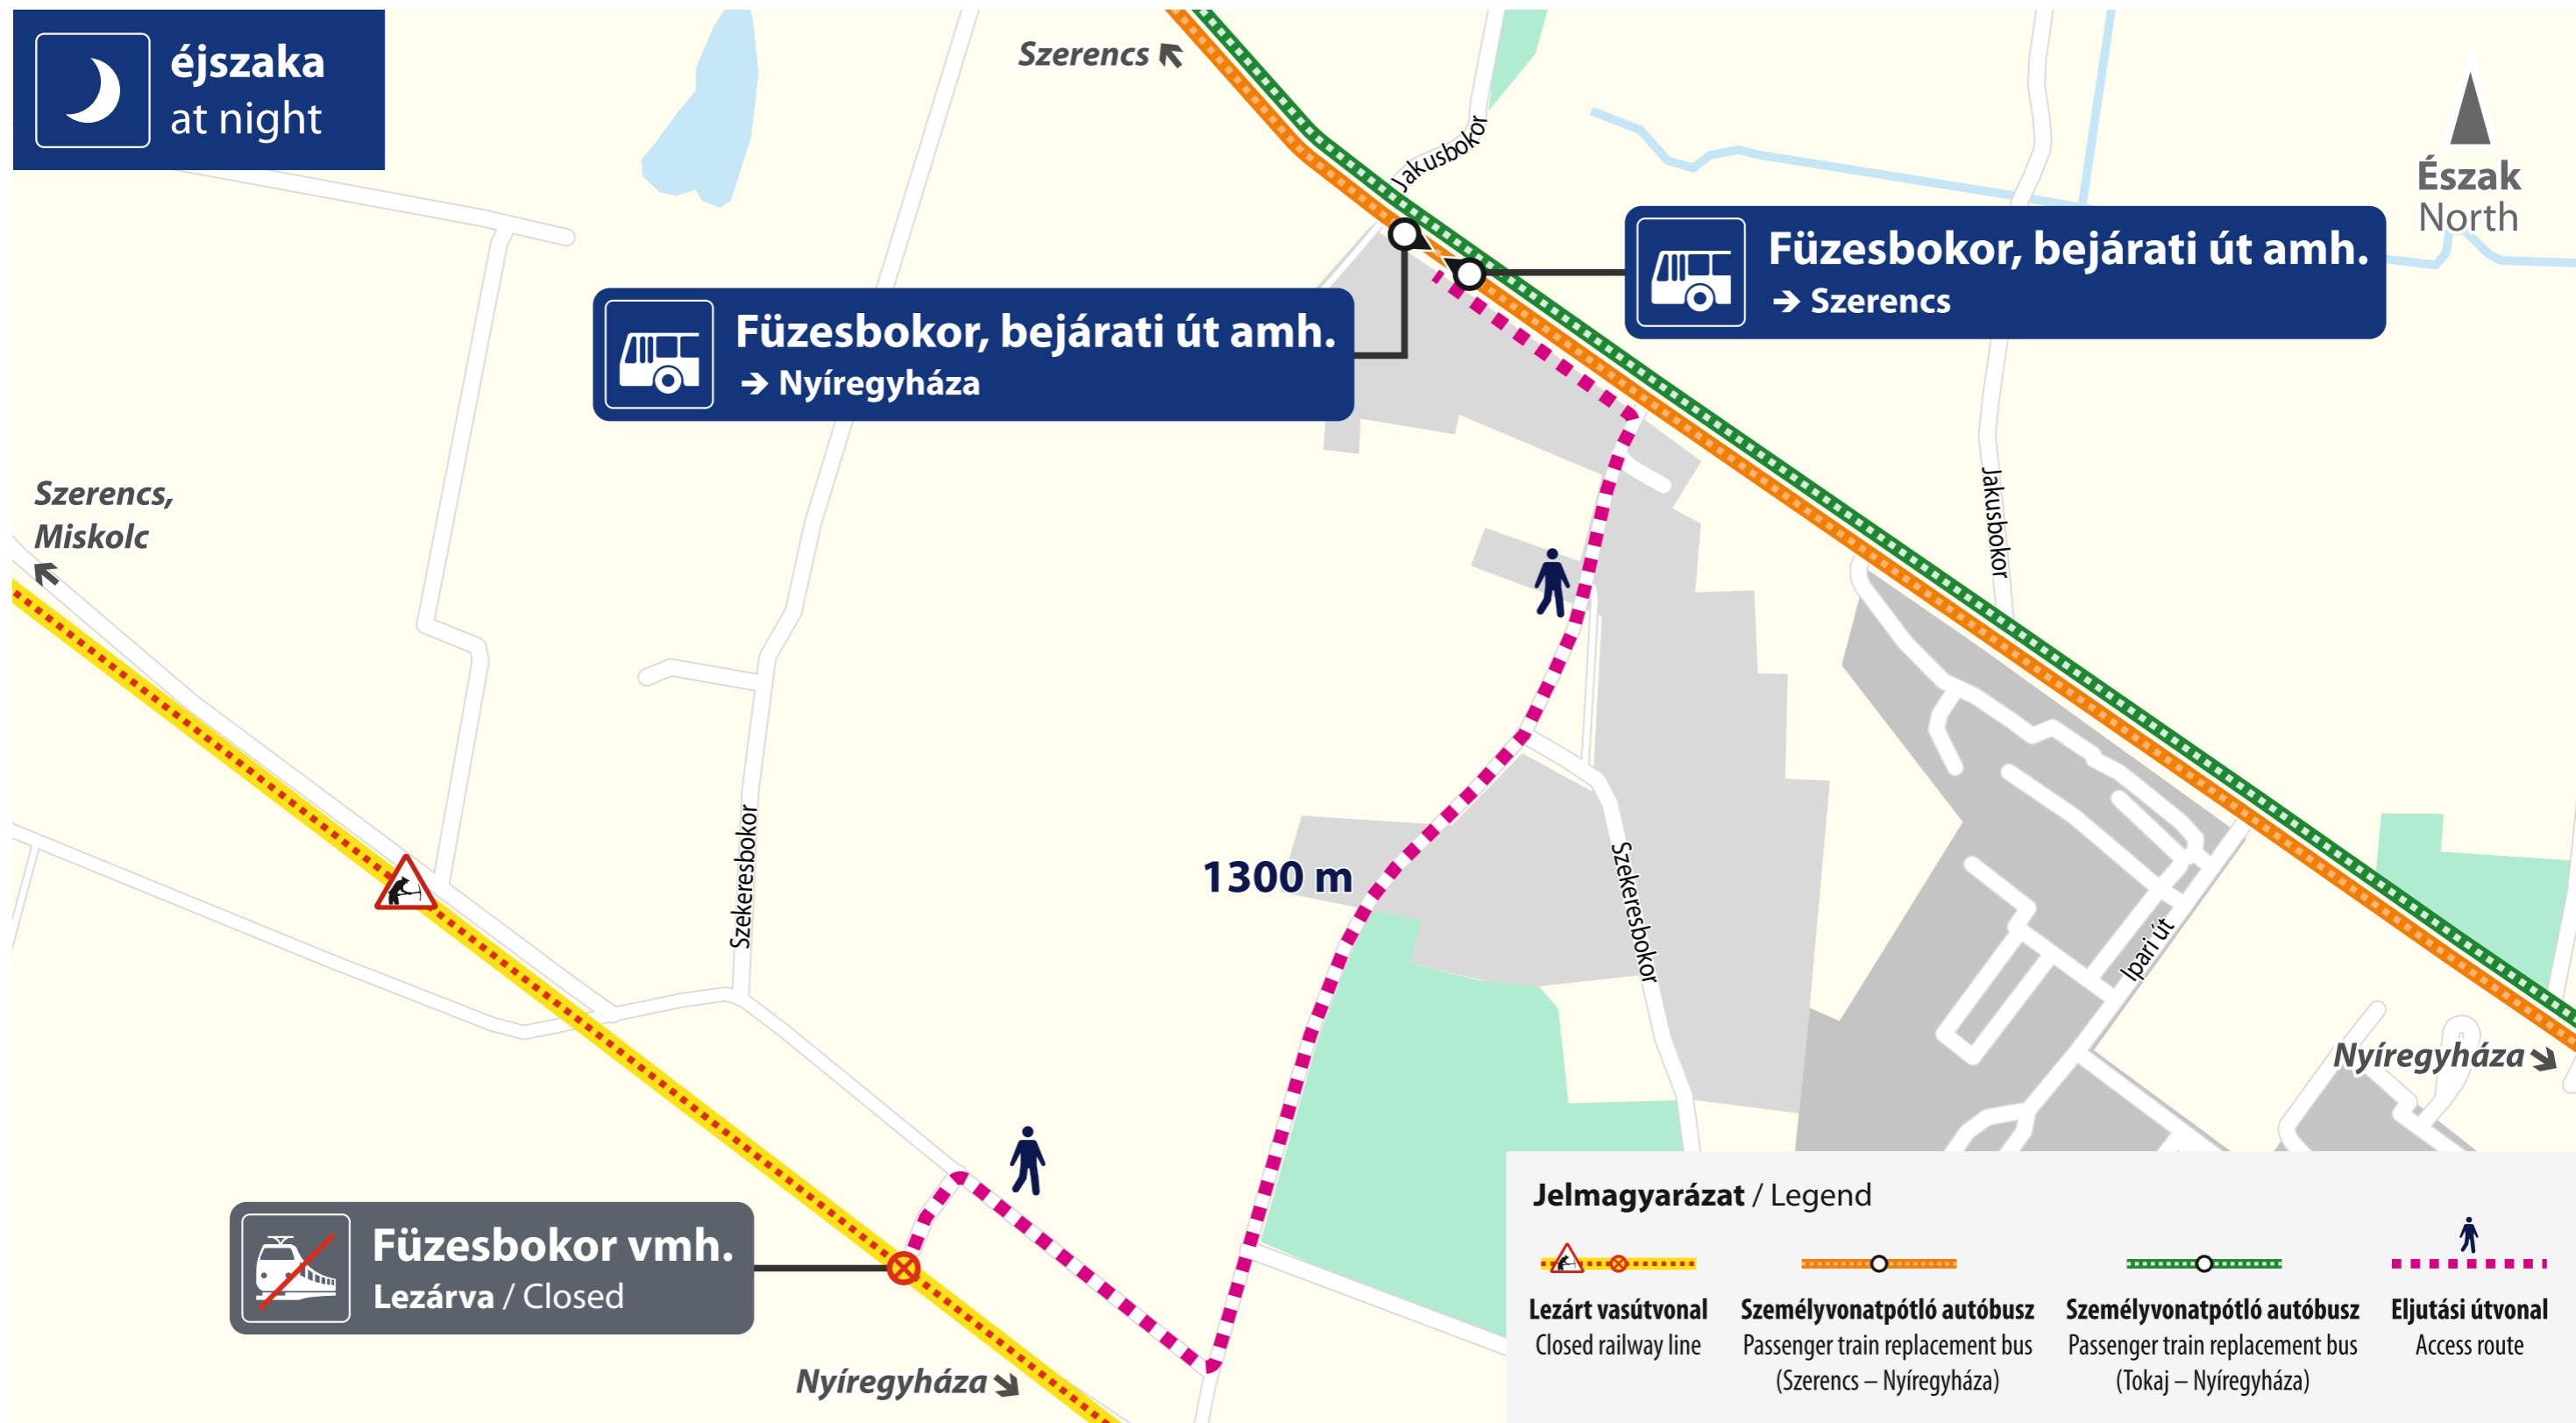 éjszaka
at night
Szerencs
Jakusbokor
Észak
North
Füzesbokor, bejárati út amh.
→ Szerencs
Füzesbokor, bejárati út amh.
→ Nyíregyháza
Szerencs,
Miskolc
Jakusbokor
Szekeresbokor
1300 m
Szekeresbokor
Ipari út
Nyíregyháza
Füzesbokor vmh.
Lezárva / Closed
Nyíregyháza
Jelmagyarázat / Legend
Lezárt vasútvonal
Closed railway line
Személyvonatpótló autóbusz
Passenger train replacement bus
(Szerencs – Nyíregyháza)
Személyvonatpótló autóbusz
Passenger train replacement bus
(Tokaj – Nyíregyháza)
Eljutási útvonal
Access route